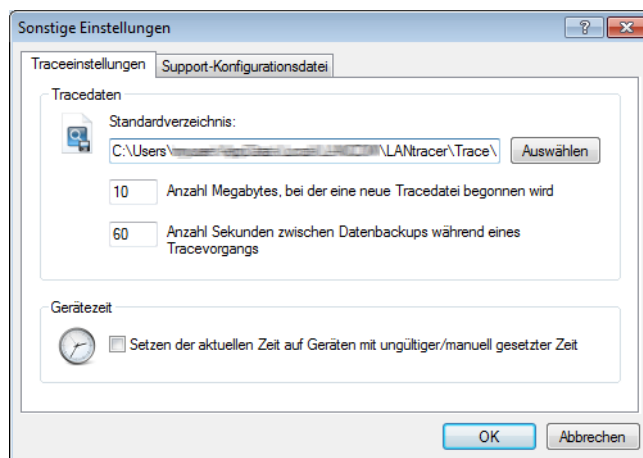 Sonstige Einstellungen
Traceeinstellungen
Support-Konfigurationsdatei
Tracedaten
Standardverzeichnis:
C:\Users\ \LANtracer\Trace\
Auswählen
10 Anzahl Megabytes, bei der eine neue Tracedatei begonnen wird
60 Anzahl Sekunden zwischen Datenbackups während eines
Tracevorgangs
Gerätezeit
Setzen der aktuellen Zeit auf Geräten mit ungültiger/manuell gesetzter Zeit
OK
Abbrechen